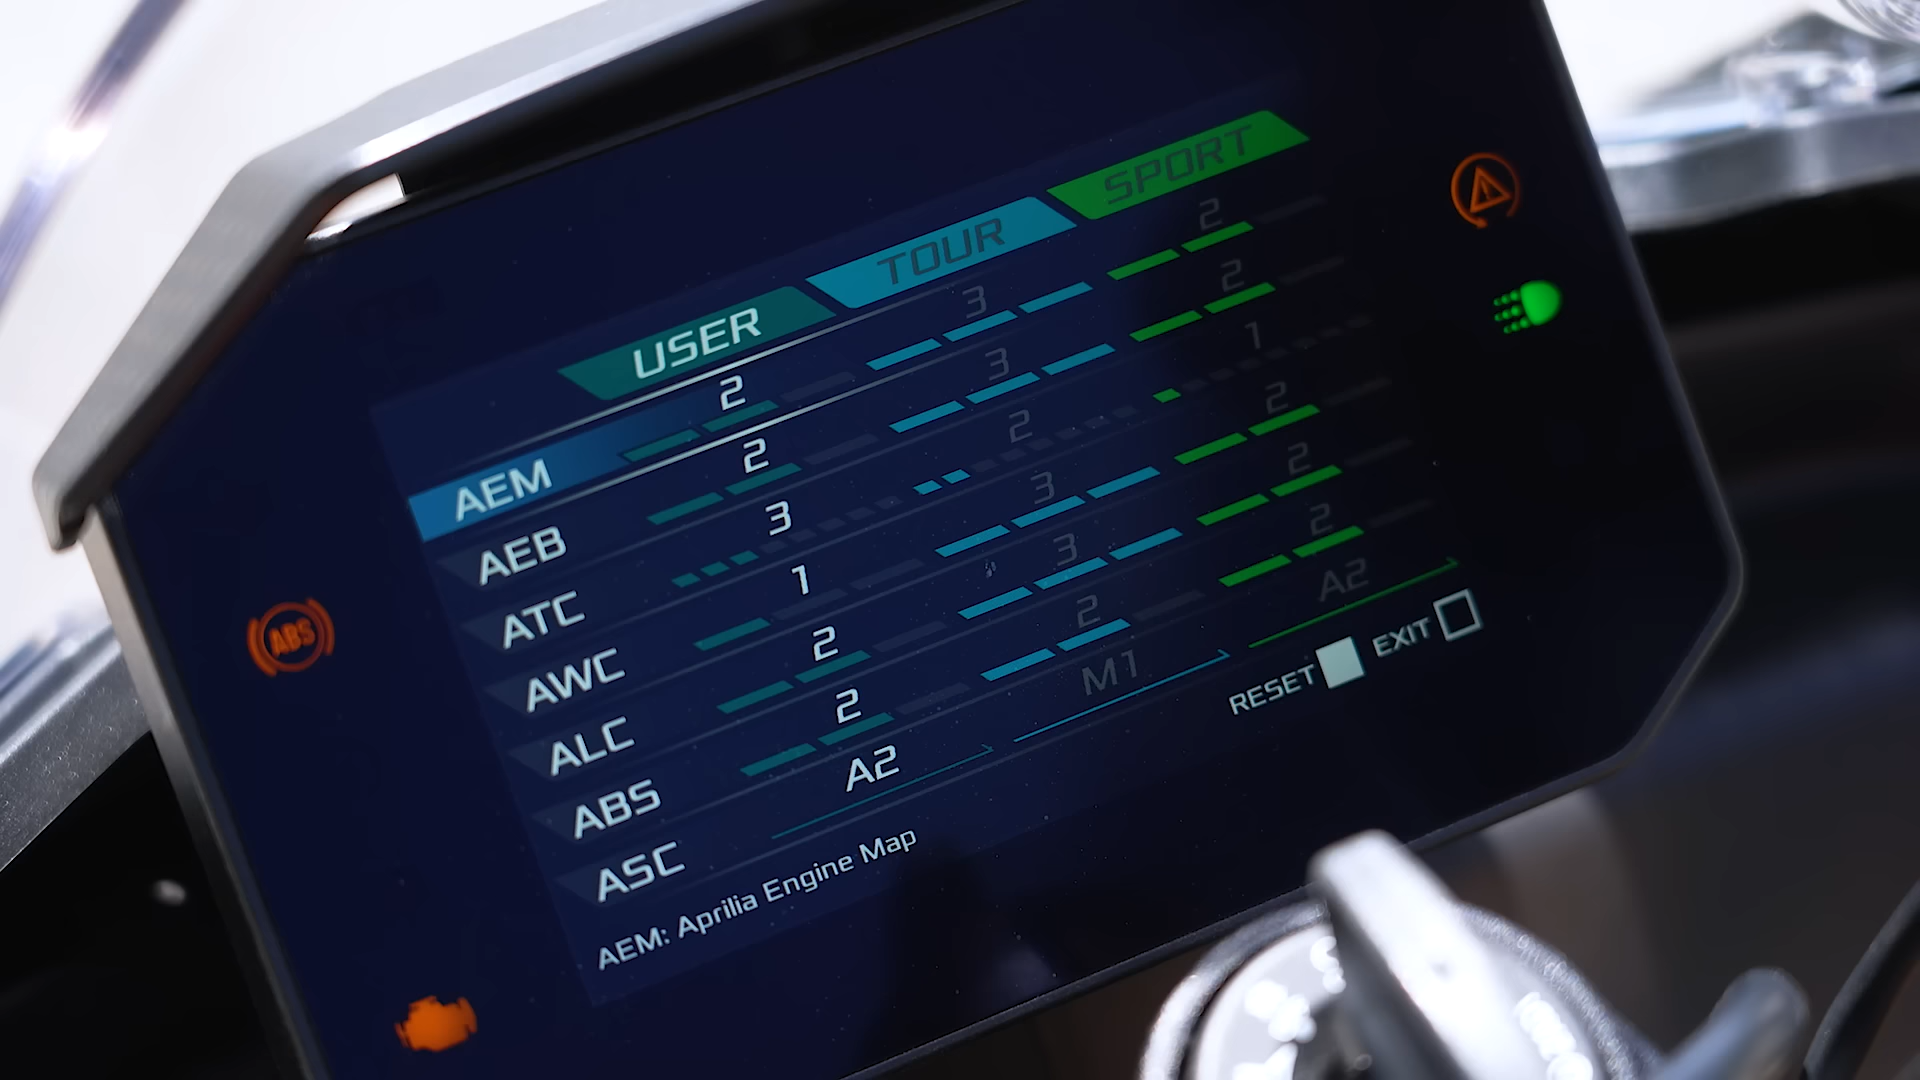 USER TOUR SPORT
AEM 2 3 2
AEB 2 3 2
ATC 3 2 1
AWC 1 3 2
ALC 2 3 2
ABS 2 2 2
ASC A2 M1 A2
AEM: Aprilia Engine Map
RESET EXIT
ABS